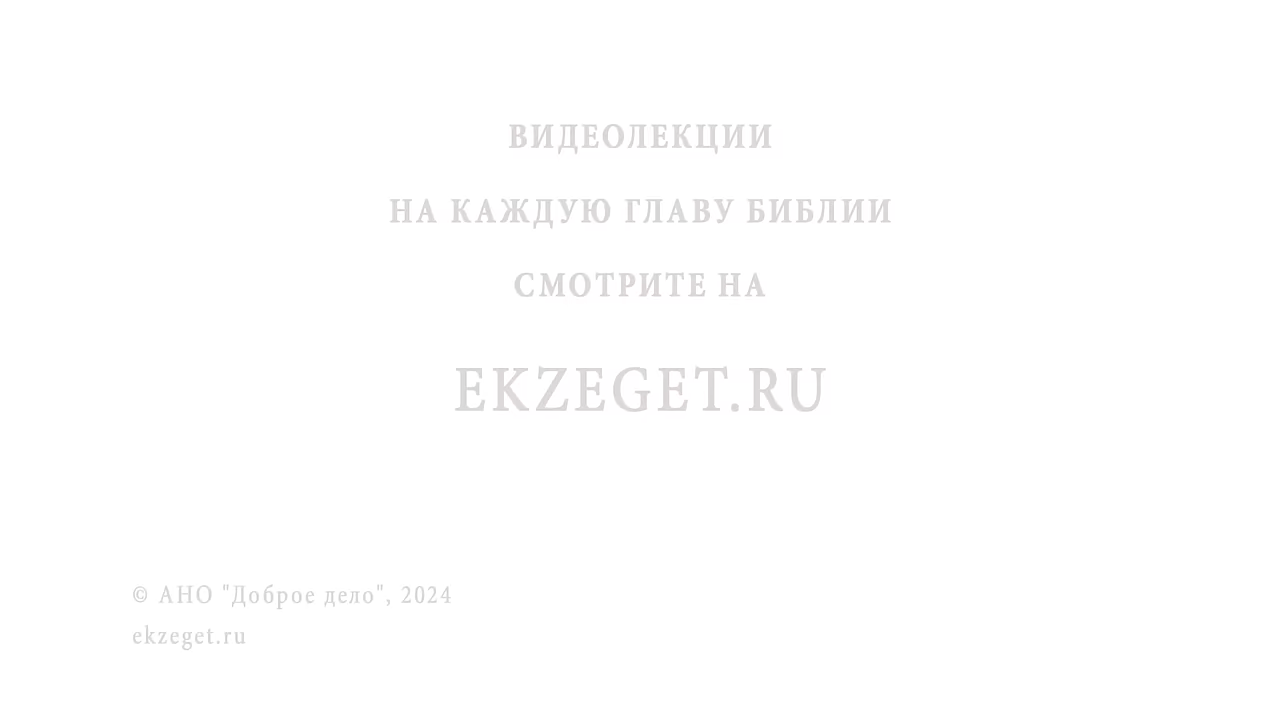 ВИДЕОЛЕКЦИИ
НА КАЖДУЮ ГЛАВУ БИБЛИИ
СМОТРИТЕ НА
EKZEGET.RU
© АНО "Доброе дело", 2024
ekzeget.ru